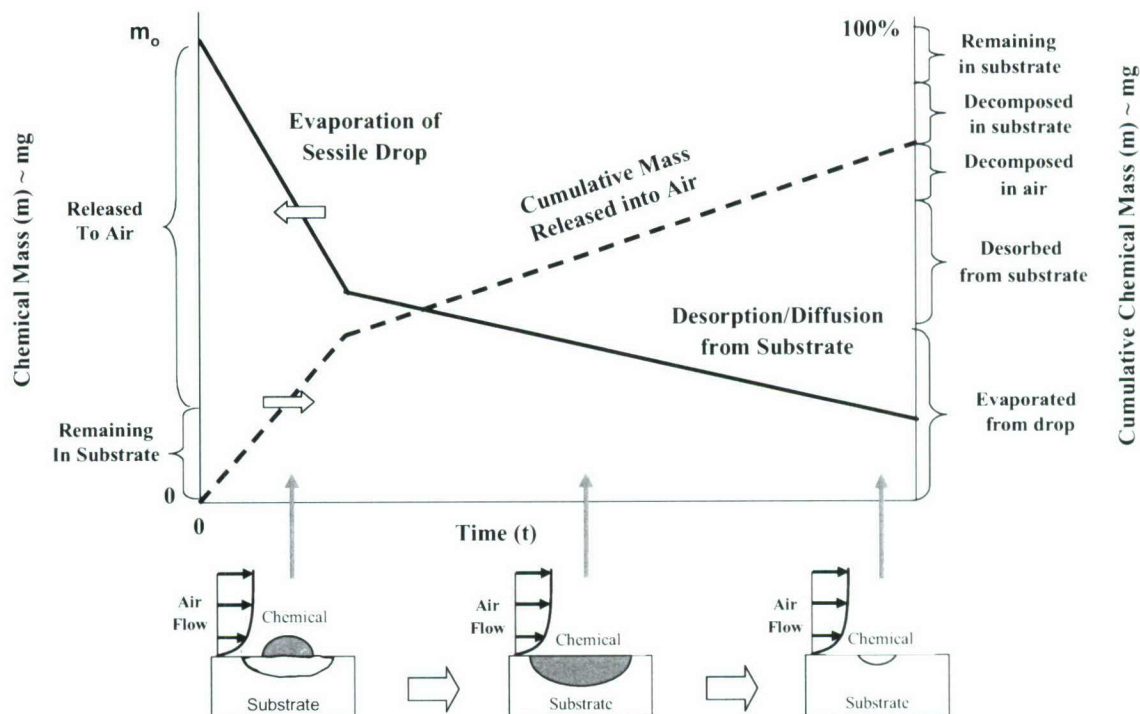 m₀
100%
Remaining
in substrate
Decomposed
in substrate
Decomposed
in air
Desorbed
from substrate
Evaporated
from drop
Cumulative Chemical Mass (m) ~ mg
Chemical Mass (m) ~ mg
Released
To Air
Remaining
In Substrate
Evaporation of
Sessile Drop
Cumulative Mass
Released into Air
Desorption/Diffusion
from Substrate
0
0
Time (t)
Air
Flow
Chemical
Substrate
Air
Flow
Chemical
Substrate
Air
Flow
Chemical
Substrate